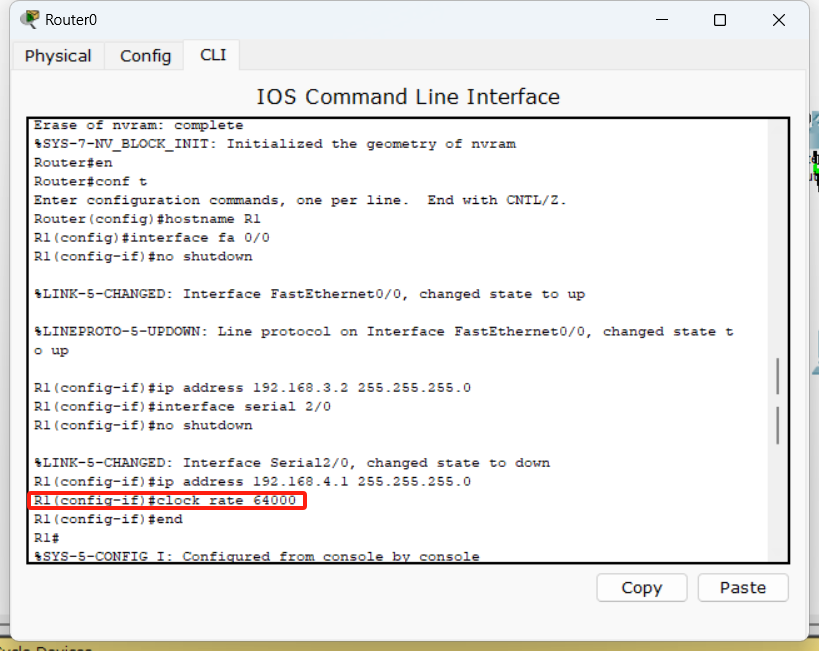 Router0
Physical Config CLI
IOS Command Line Interface
Erase of nvram: complete
%SYS-7-NV_BLOCK_INIT: Initialized the geometry of nvram
Router#en
Router#conf t
Enter configuration commands, one per line.  End with CNTL/Z.
Router(config)#hostname R1
R1(config)#interface fa 0/0
R1(config-if)#no shutdown
%LINK-5-CHANGED: Interface FastEthernet0/0, changed state to up
%LINEPROTO-5-UPDOWN: Line protocol on Interface FastEthernet0/0, changed state t
o up
R1(config-if)#ip address 192.168.3.2 255.255.255.0
R1(config-if)#interface serial 2/0
R1(config-if)#no shutdown
%LINK-5-CHANGED: Interface Serial2/0, changed state to down
R1(config-if)#ip address 192.168.4.1 255.255.255.0
R1(config-if)#clock rate 64000
R1(config-if)#end
R1#
%SYS-5-CONFIG_I: Configured from console by console
Copy Paste